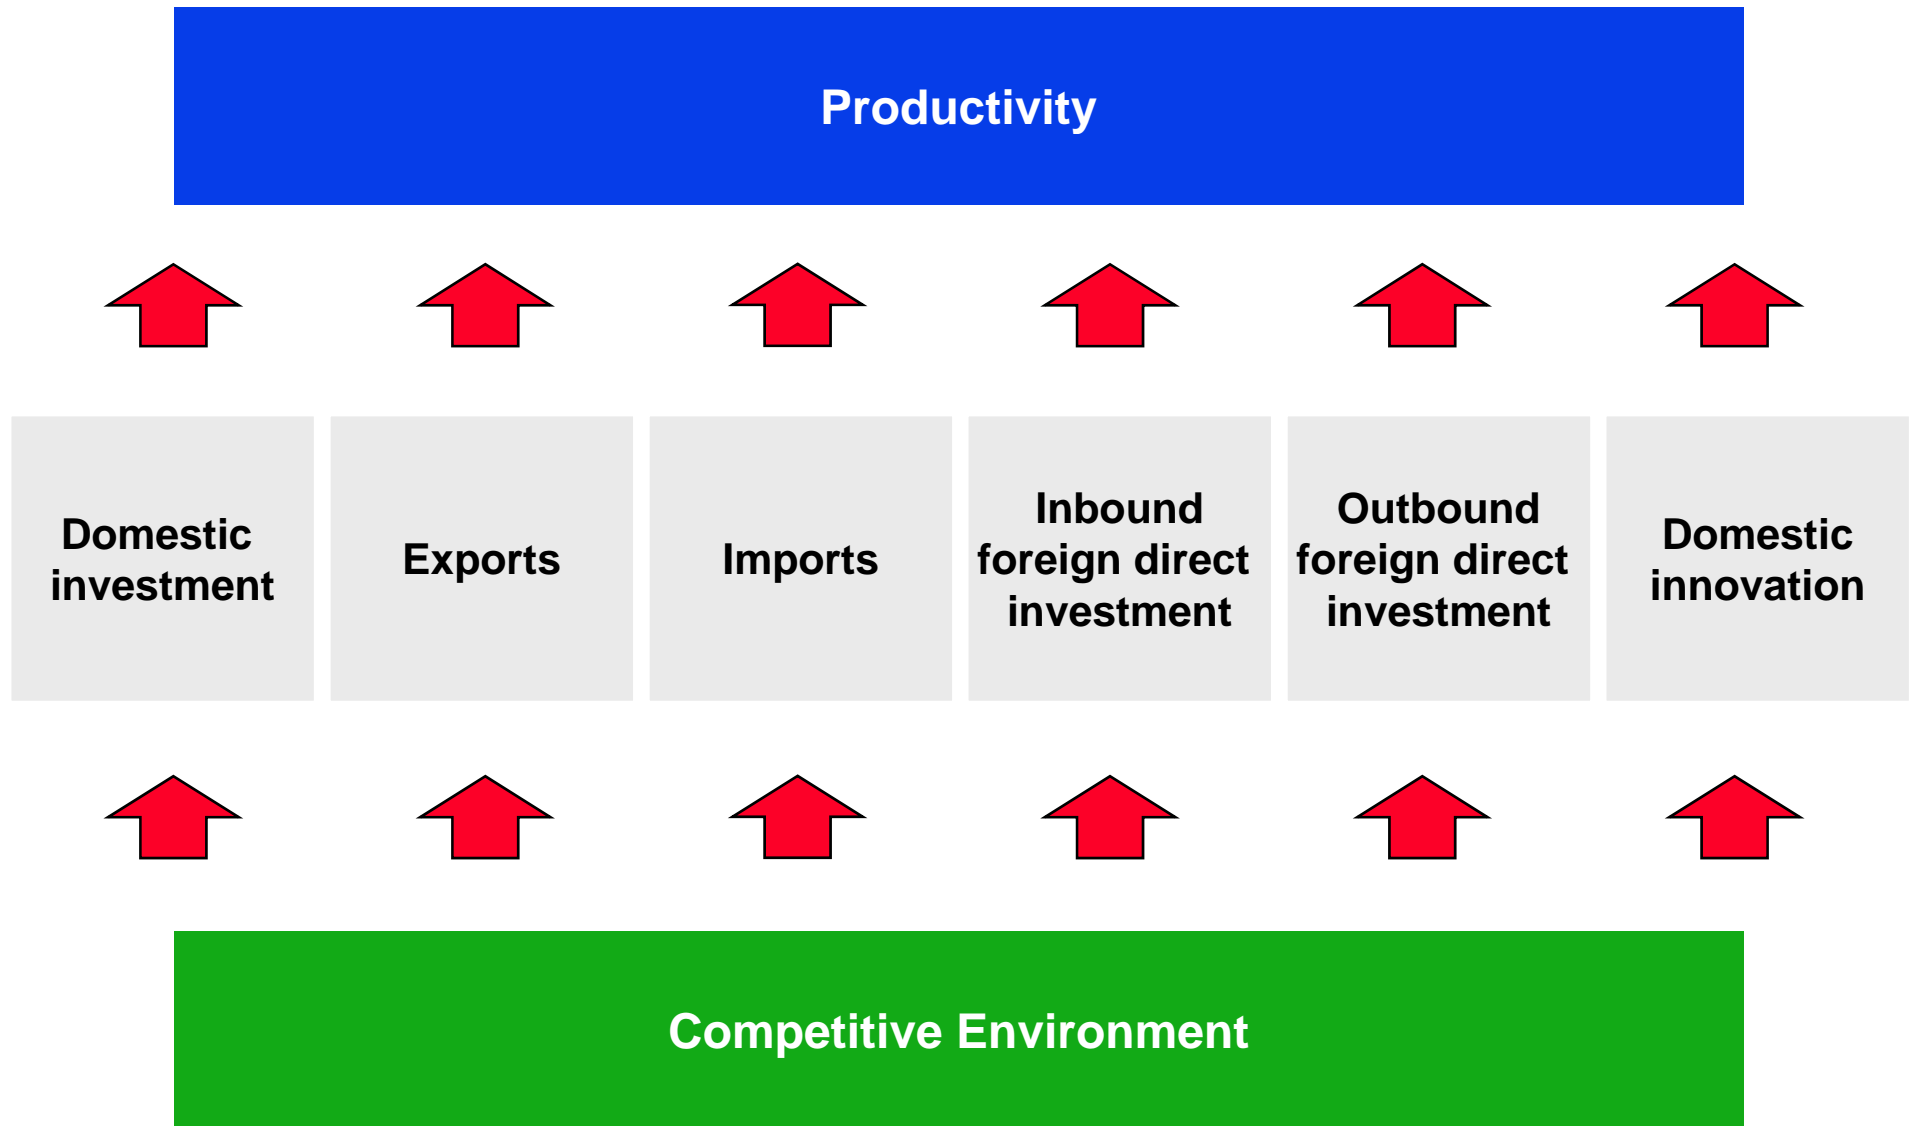 Productivity
Domestic
investment
Exports
Imports
Inbound
foreign direct
investment
Outbound
foreign direct
investment
Domestic
innovation
Competitive Environment